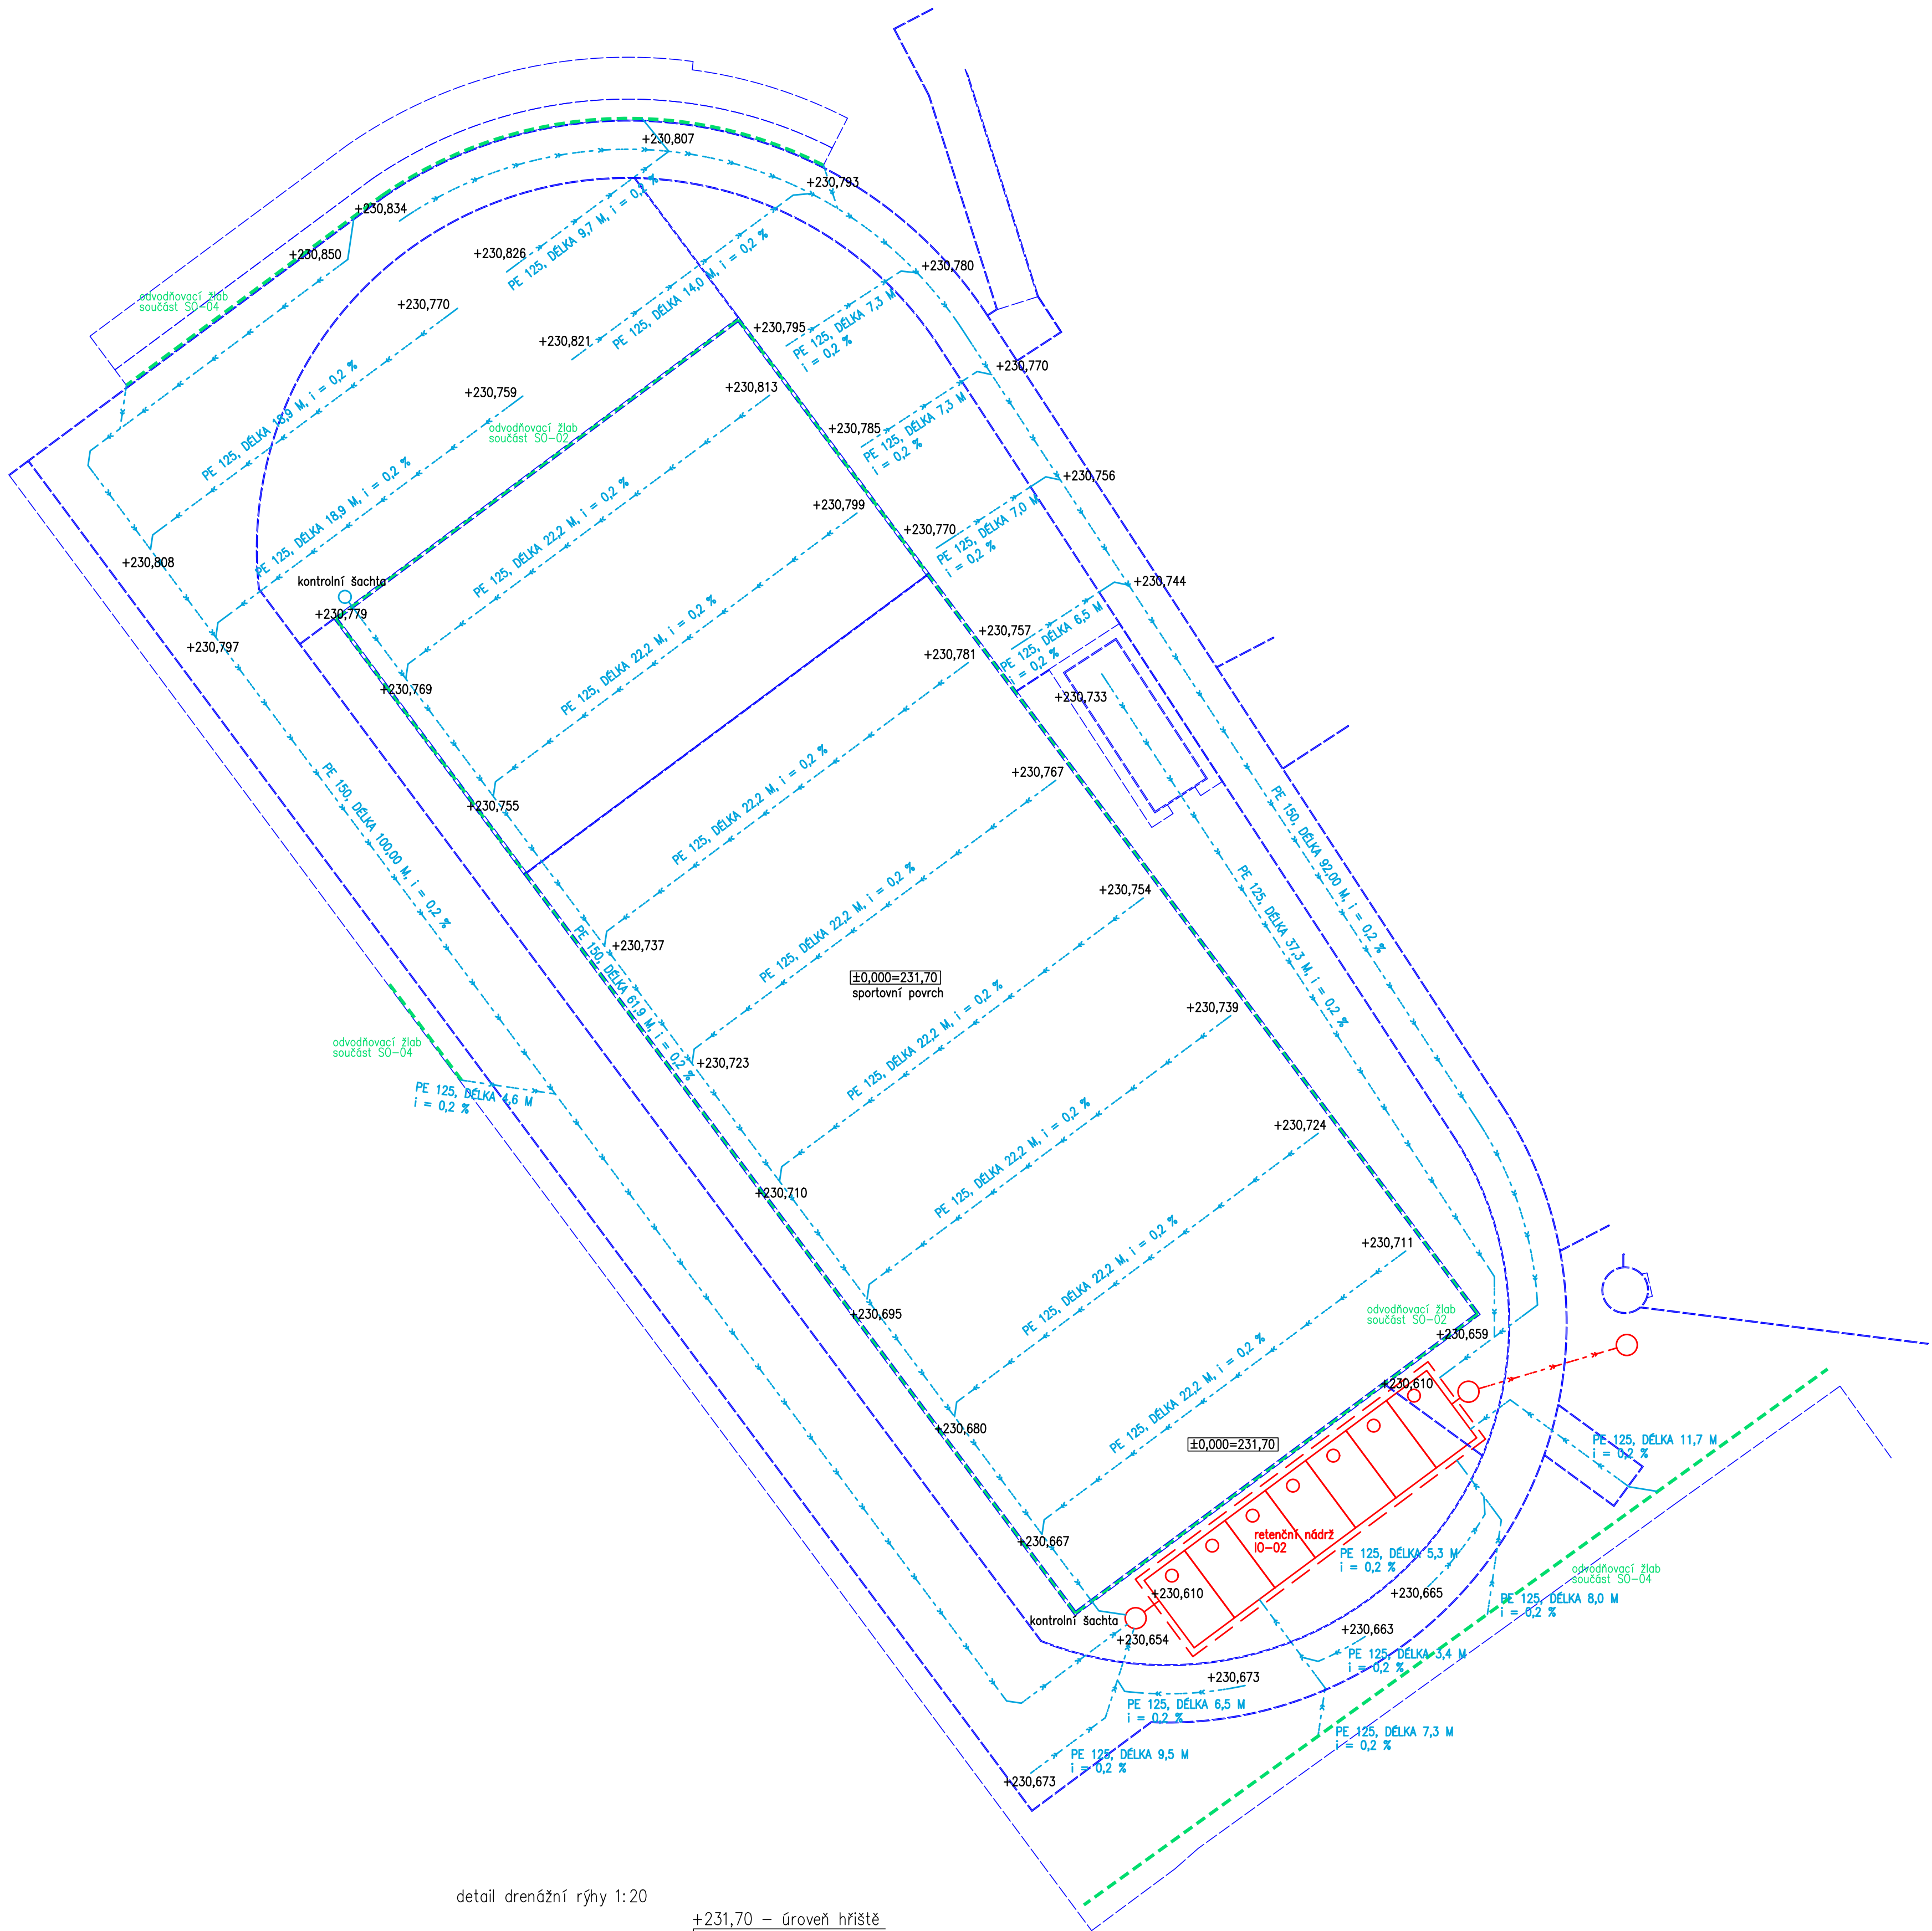 +230,807
+230,793
+230,834
+230,850
+230,826
PE 125, DÉLKA 9,7 M, i = 0,2 %
odvodňovací žlab
součást SO-04
+230,770
PE 125, DÉLKA 14,0 M, i = 0,2 %
+230,780
+230,821
+230,795
PE 125, DÉLKA 7,3 M
i = 0,2 %
+230,770
+230,759
+230,813
PE 125, DÉLKA 18,9 M, i = 0,2 %
odvodňovací žlab
součást SO-02
+230,785
PE 125, DÉLKA 7,3 M
i = 0,2 %
+230,756
+230,799
+230,770
PE 125, DÉLKA 7,0 M
i = 0,2 %
PE 125, DÉLKA 18,9 M, i = 0,2 %
PE 125, DÉLKA 22,2 M, i = 0,2 %
+230,808
kontrolní šachta
+230,779
+230,744
+230,797
+230,757
PE 125, DÉLKA 6,5 M
i = 0,2 %
+230,781
+230,769
PE 125, DÉLKA 22,2 M, i = 0,2 %
+230,733
+230,755
+230,767
PE 125, DÉLKA 22,2 M, i = 0,2 %
PE 150, DÉLKA 100,00 M, i = 0,2 %
PE 150, DÉLKA 92,00 M, i = 0,2 %
+230,754
PE 125, DÉLKA 37,3 M, i = 0,2 %
+230,737
PE 125, DÉLKA 22,2 M, i = 0,2 %
±0,000=231,70
sportovní povrch
PE 150, DÉLKA 61,9 M, i = 0,2 %
+230,739
odvodňovací žlab
součást SO-04
+230,723
PE 125, DÉLKA 22,2 M, i = 0,2 %
PE 125, DÉLKA 4,6 M
i = 0,2 %
+230,724
PE 125, DÉLKA 22,2 M, i = 0,2 %
+230,710
+230,711
PE 125, DÉLKA 22,2 M, i = 0,2 %
+230,695
odvodňovací žlab
součást SO-02
+230,659
+230,610
PE 125, DÉLKA 22,2 M, i = 0,2 %
+230,680
±0,000=231,70
PE 125, DÉLKA 11,7 M
i = 0,2 %
+230,667
retenční nádrž
IO-02
PE 125, DÉLKA 5,3 M
i = 0,2 %
odvodňovací žlab
součást SO-04
+230,610
+230,665
PE 125, DÉLKA 8,0 M
i = 0,2 %
kontrolní šachta
+230,654
+230,663
PE 125, DÉLKA 3,4 M
i = 0,2 %
+230,673
PE 125, DÉLKA 6,5 M
i = 0,2 %
PE 125, DÉLKA 7,3 M
i = 0,2 %
PE 125, DÉLKA 9,5 M
i = 0,2 %
+230,673
detail drenážní rýhy 1:20
+231,70 – úroveň hřiště